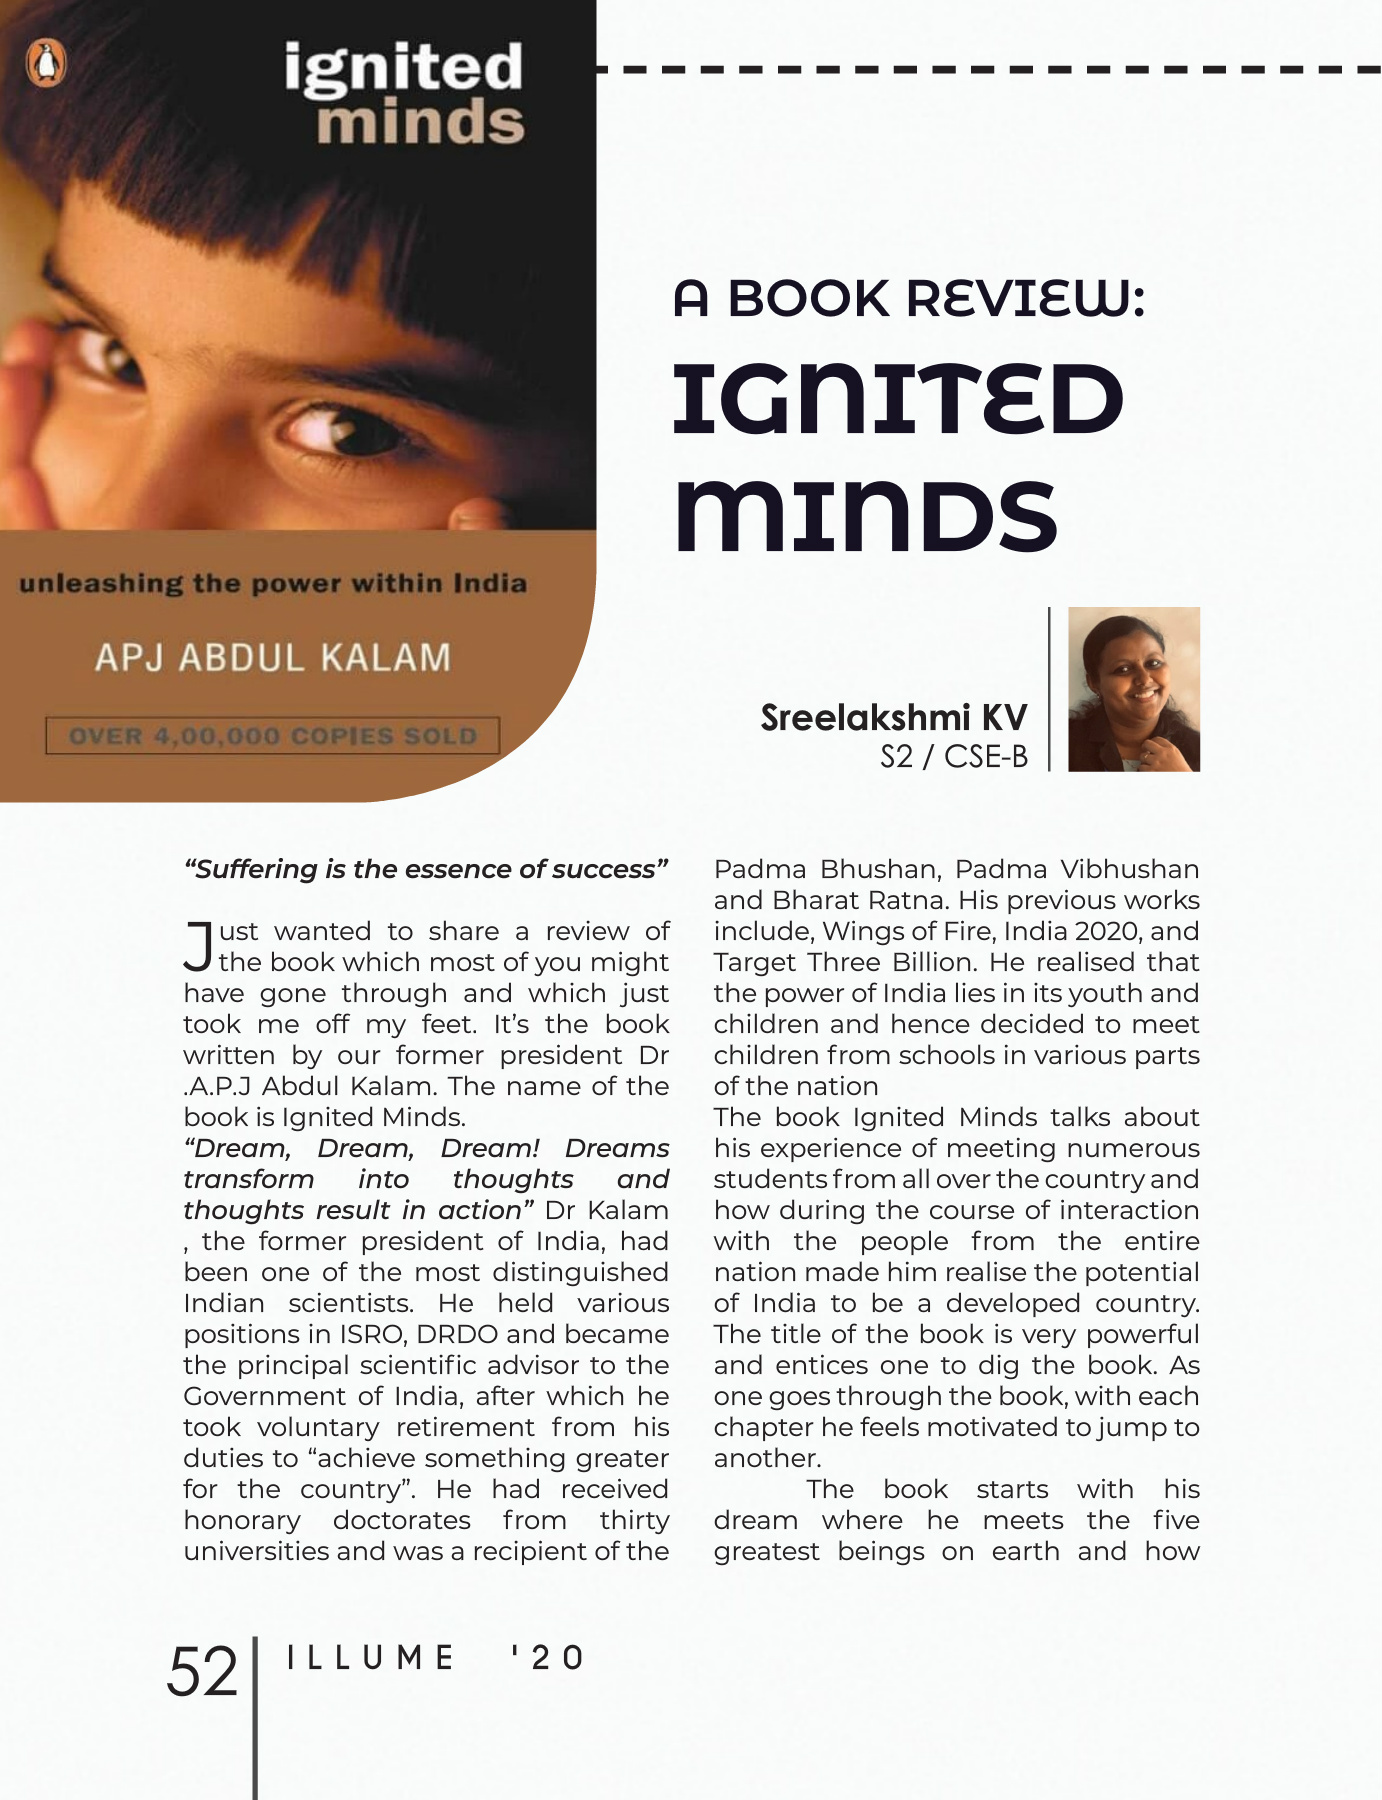 ignited
minds
unleashing the power within India
APJ ABDUL KALAM
OVER 4,00,000 COPIES SOLD
A BOOK REVIEW:
IGNITED
MINDS
Sreelakshmi KV
S2 / CSE-B
“Suffering is the essence of success”
Just wanted to share a review of
the book which most of you might
have gone through and which just
took me off my feet. It’s the book
written by our former president Dr
.A.P.J Abdul Kalam. The name of the
book is Ignited Minds.
“Dream, Dream, Dream! Dreams
transform into thoughts and
thoughts result in action” Dr Kalam
, the former president of India, had
been one of the most distinguished
Indian scientists. He held various
positions in ISRO, DRDO and became
the principal scientific advisor to the
Government of India, after which he
took voluntary retirement from his
duties to “achieve something greater
for the country”. He had received
honorary doctorates from thirty
universities and was a recipient of the
Padma Bhushan, Padma Vibhushan
and Bharat Ratna. His previous works
include, Wings of Fire, India 2020, and
Target Three Billion. He realised that
the power of India lies in its youth and
children and hence decided to meet
children from schools in various parts
of the nation
The book Ignited Minds talks about
his experience of meeting numerous
students from all over the country and
how during the course of interaction
with the people from the entire
nation made him realise the potential
of India to be a developed country.
The title of the book is very powerful
and entices one to dig the book. As
one goes through the book, with each
chapter he feels motivated to jump to
another.
The book starts with his
dream where he meets the five
greatest beings on earth and how
52
ILLUME '20